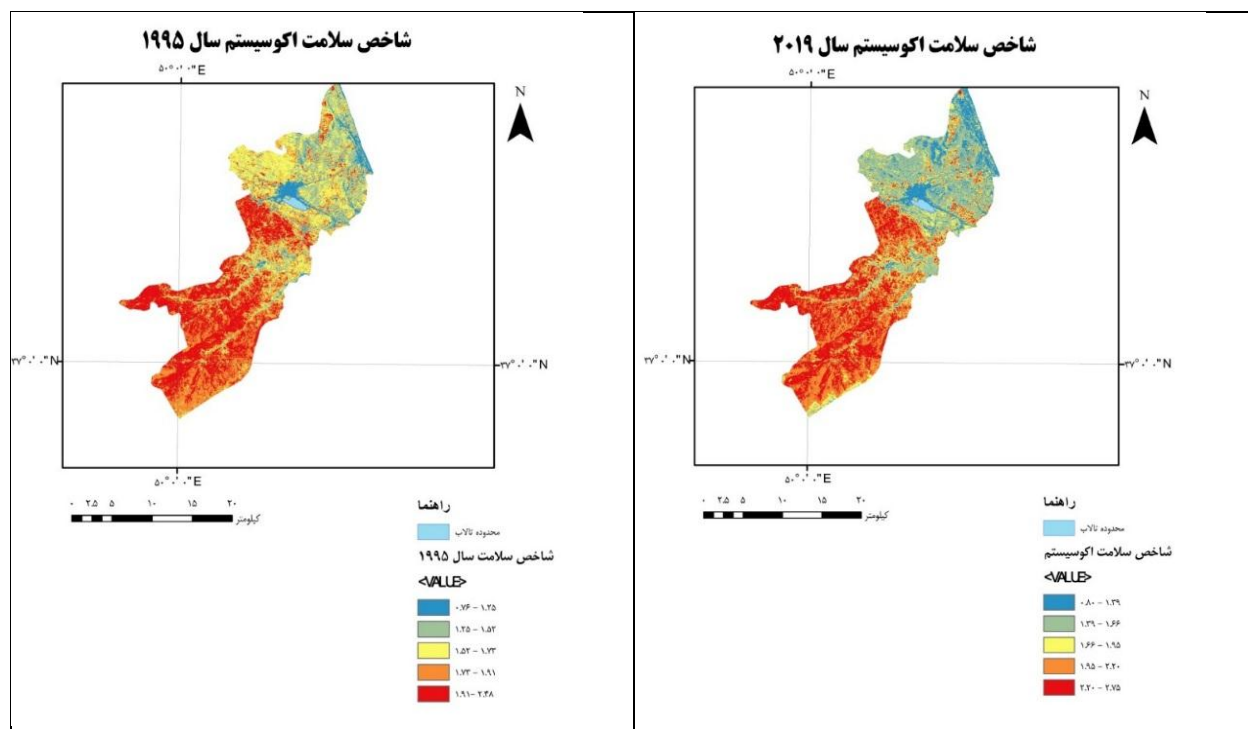 شاخص سلامت اکوسیستم سال ۱۹۹۵
۵۰°۰'۰"E
N
۳۷°۰'۰"N
۳۷°۰'۰"N
۵۰°۰'۰"E
۰ ۲.۵ ۵ ۱۰ ۱۵ ۲۰
کیلومتر
راهنما
محدوده تالاب
شاخص سلامت سال ۱۹۹۵
<VALUE>
۰.۷۶ – ۱.۲۵
۱.۲۵ – ۱.۵۲
۱.۵۲ – ۱.۷۳
۱.۷۳ – ۱.۹۱
۱.۹۱– ۲.۴۸
شاخص سلامت اکوسیستم سال ۲۰۱۹
۵۰°۰'۰"E
N
۳۷°۰'۰"N
۳۷°۰'۰"N
۵۰°۰'۰"E
۰ ۲.۵ ۵ ۱۰ ۱۵ ۲۰
کیلومتر
راهنما
محدوده تالاب
شاخص سلامت اکوسیستم
<VALUE>
۰.۸۰ – ۱.۳۹
۱.۳۹ – ۱.۶۶
۱.۶۶ – ۱.۹۵
۱.۹۵ – ۲.۲۰
۲.۲۰ – ۲.۷۵